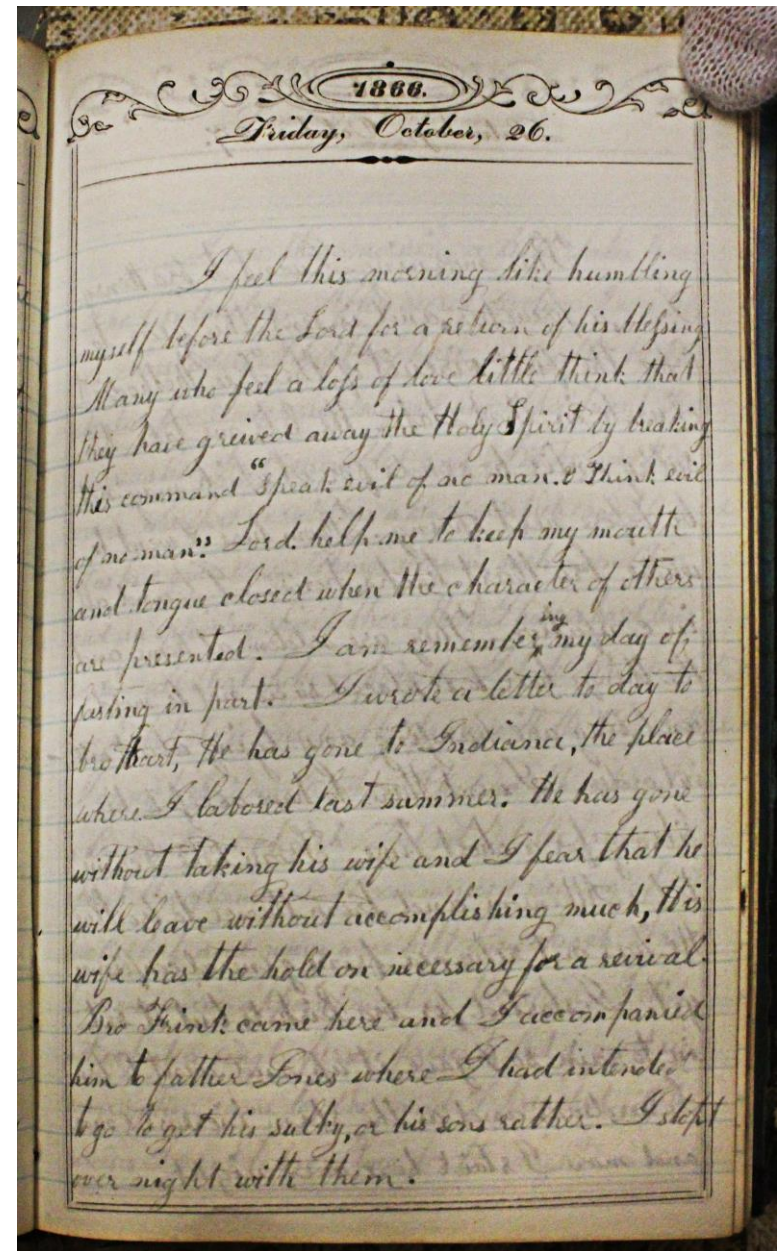 1866.
Friday, October, 26.
I feel this morning like humbling
myself before the Lord for a return of his blessing
Many who feel a loss of love little think that
they have greived away the Holy Spirit by breaking
this command "Speak evil of no man. & Think evil
of no man". Lord. help me to keep my mouth
and tongue closed when the character of others
are presented. I am remembering my day of
fasting in part. I wrote a letter to day to
bro Hart, He has gone to Indiana, the place
where I labored last summer. He has gone
without taking his wife and I fear that he
will leave without accomplishing much, His
wife has the hold on necessary for a revival.
Bro Frink came here and I accompanied
him to father Jones where I had intended
to go to get his sulky, or his sons rather. I stopt
over night with them.